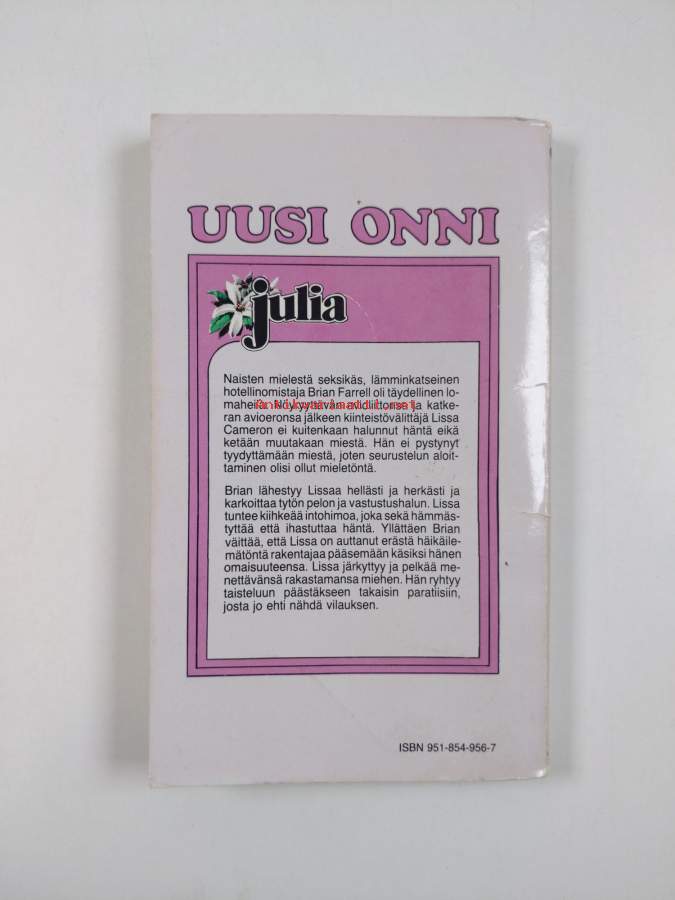 UUSI ONNI
julia
Naisten mielestä seksikäs, lämminkatseinen
hotellinomistaja Brian Farrell oli täydellinen lo-
maheila. Nöyryyttävän avioliittonsa ja katke-
ran avioeronsa jälkeen kiinteistövälittäjä Lissa
Cameron ei kuitenkaan halunnut häntä eikä
ketään muutakaan miestä. Hän ei pystynyt
tyydyttämään miestä, joten seurustelun aloit-
taminen olisi ollut mieletöntä.
Brian lähestyy Lissaa hellästi ja herkästi ja
karkoittaa tytön pelon ja vastustushalun. Lissa
tuntee kiihkeää intohimoa, joka sekä hämmäs-
tyttää että ihastuttaa häntä. Yllättäen Brian
väittää, että Lissa on auttanut erästä häikäile-
mätöntä rakentajaa pääsemään käsiksi hänen
omaisuuteensa. Lissa järkyttyy ja pelkää me-
nettävänsä rakastamansa miehen. Hän ryhtyy
taisteluun päästäkseen takaisin paratiisiin,
josta jo ehti nähdä vilauksen.
ISBN 951-854-956-7